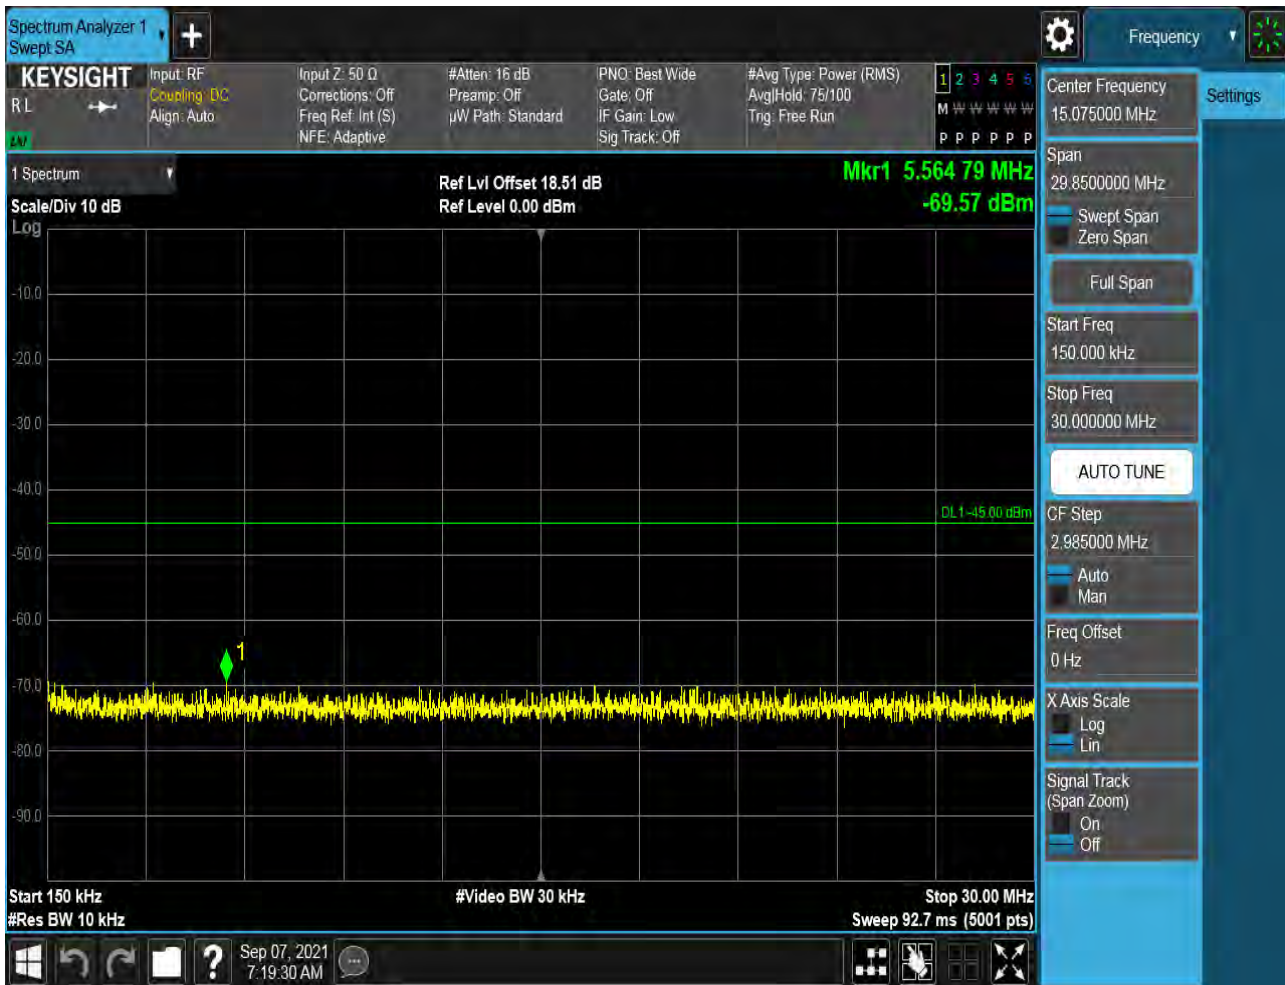 Spectrum Analyzer 1
Swept SA
Frequency
KEYSIGHT
R L
LNI
Input: RF
Coupling: DC
Align: Auto
Input Z: 50 Ω
Corrections: Off
Freq Ref: Int (S)
NFE: Adaptive
#Atten: 16 dB
Preamp: Off
µW Path: Standard
PNO: Best Wide
Gate: Off
IF Gain: Low
Sig Track: Off
#Avg Type: Power (RMS)
Avg|Hold: 75/100
Trig: Free Run
1 2 3 4 5 6
M W W W W W
P P P P P P
1 Spectrum
Scale/Div 10 dB
Ref Lvl Offset 18.51 dB
Ref Level 0.00 dBm
Mkr1 5.564 79 MHz
-69.57 dBm
Log
-10.0
-20.0
-30.0
-40.0
DL1 -45.00 dBm
-50.0
-60.0
1
-70.0
-80.0
-90.0
Start 150 kHz
#Video BW 30 kHz
Stop 30.00 MHz
#Res BW 10 kHz
Sweep 92.7 ms (5001 pts)
Sep 07, 2021
7:19:30 AM
Settings
Center Frequency
15.075000 MHz
Span
29.8500000 MHz
Swept Span
Zero Span
Full Span
Start Freq
150.000 kHz
Stop Freq
30.000000 MHz
AUTO TUNE
CF Step
2.985000 MHz
Auto
Man
Freq Offset
0 Hz
X Axis Scale
Log
Lin
Signal Track
(Span Zoom)
On
Off